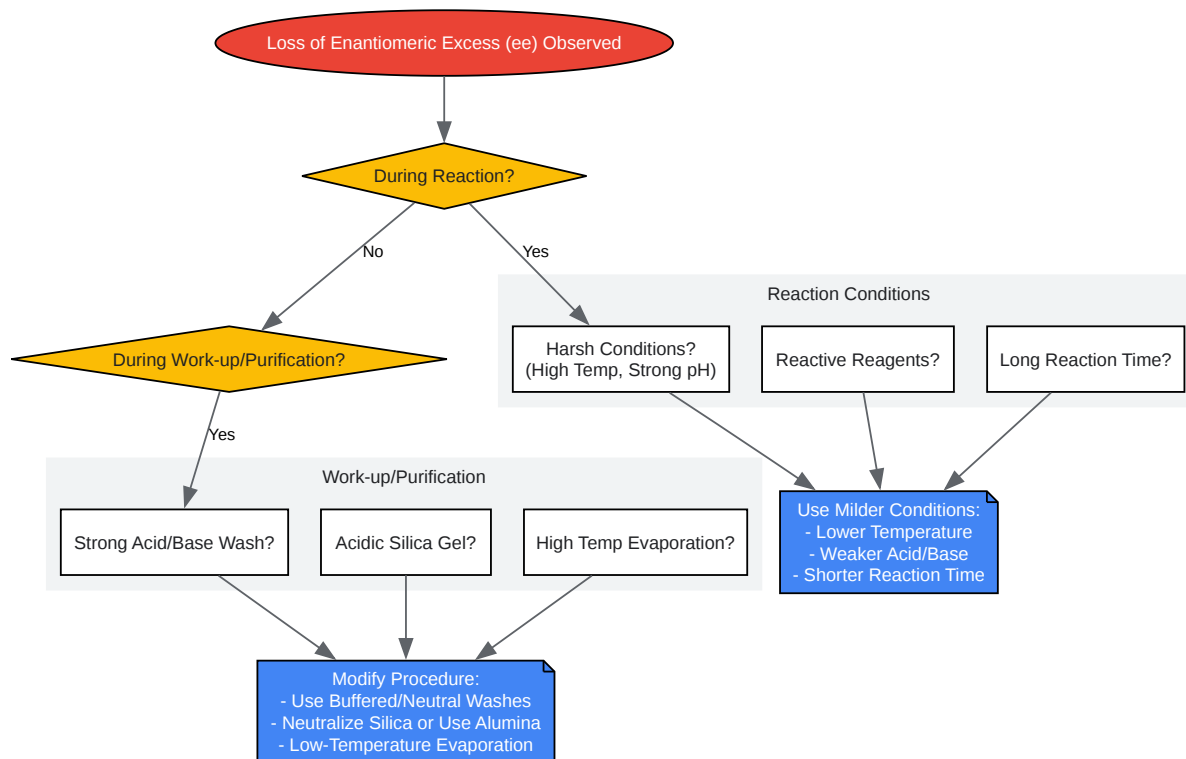 Loss of Enantiomeric Excess (ee) Observed
During Reaction?
No
Yes
Reaction Conditions
Harsh Conditions?
(High Temp, Strong pH)
Reactive Reagents?
Long Reaction Time?
During Work-up/Purification?
Yes
Work-up/Purification
Strong Acid/Base Wash?
Acidic Silica Gel?
High Temp Evaporation?
Use Milder Conditions:
- Lower Temperature
- Weaker Acid/Base
- Shorter Reaction Time
Modify Procedure:
- Use Buffered/Neutral Washes
- Neutralize Silica or Use Alumina
- Low-Temperature Evaporation